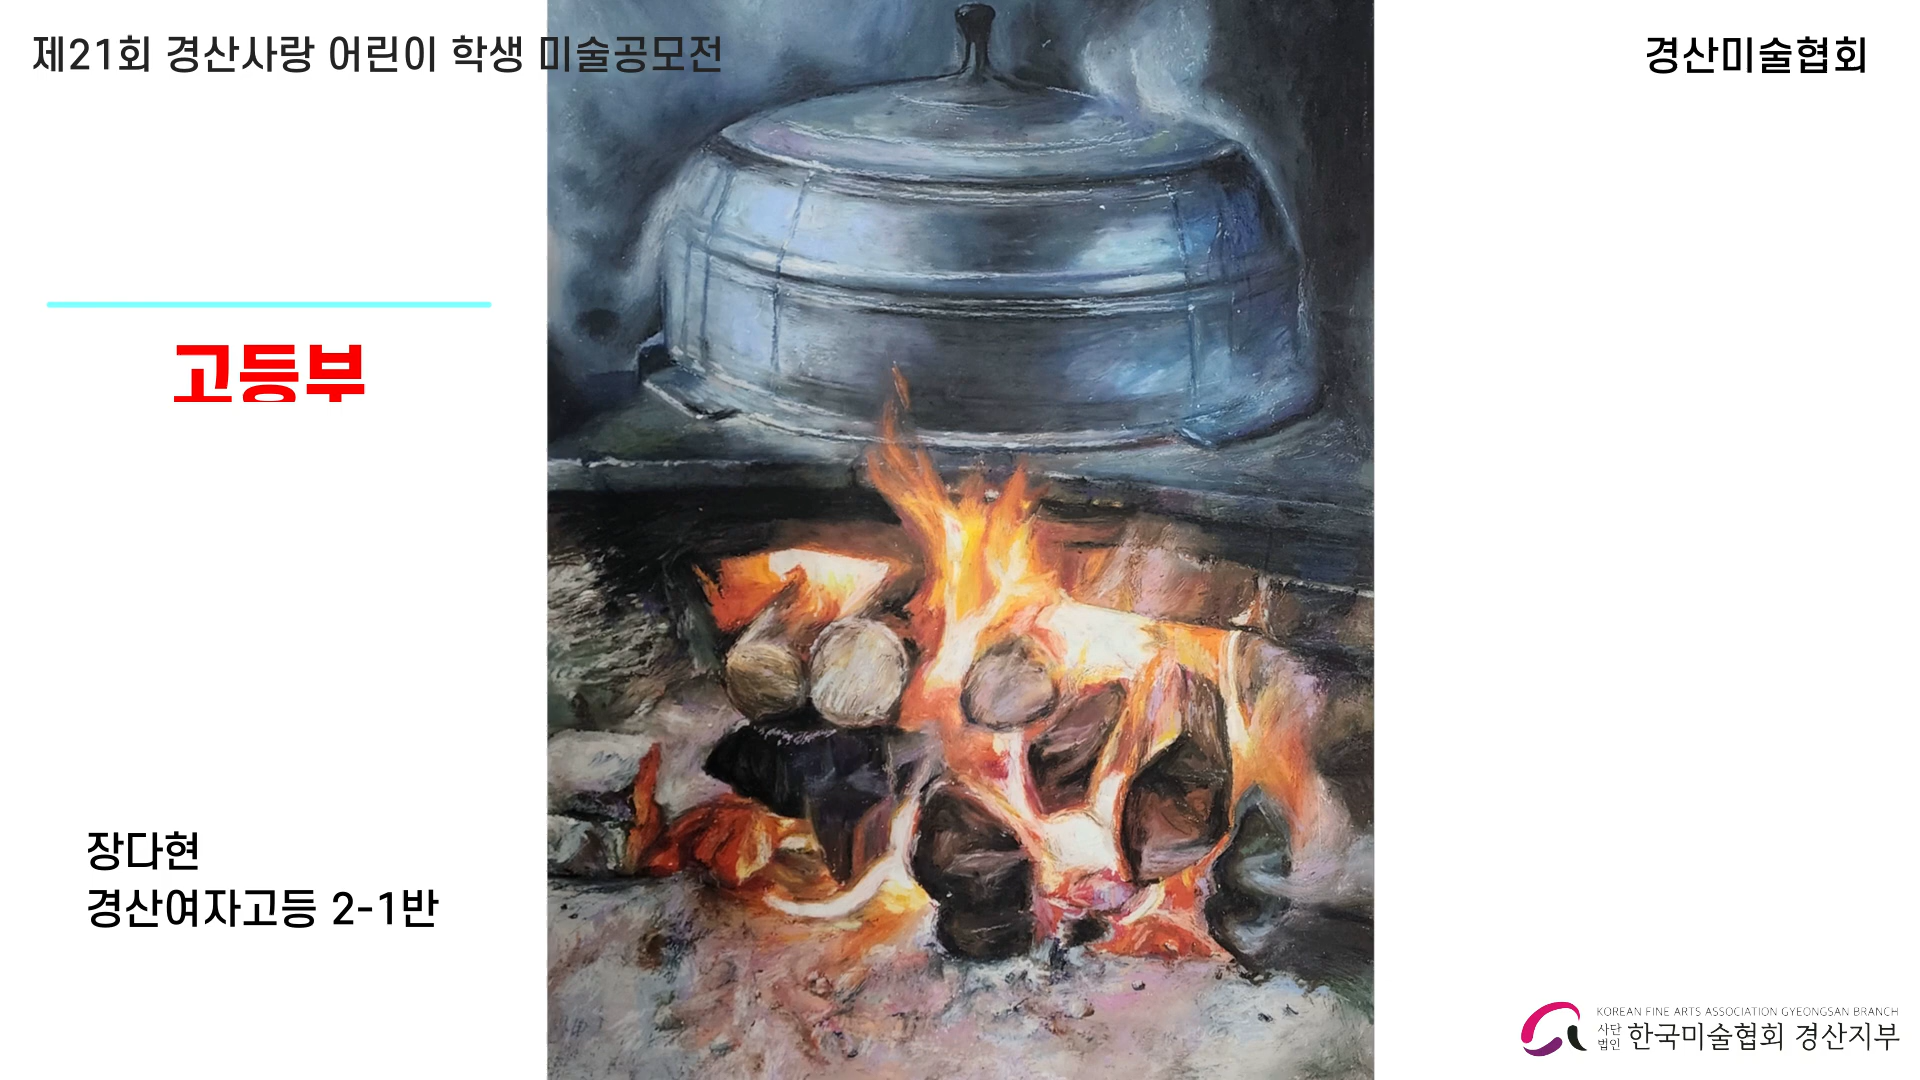 제21회 경산사랑 어린이 학생 미술공모전
경산미술협회
고등부
장다현
경산여자고등 2-1반
KOREAN FINE ARTS ASSOCIATION GYEONGSAN BRANCH
사단법인 한국미술협회 경산지부